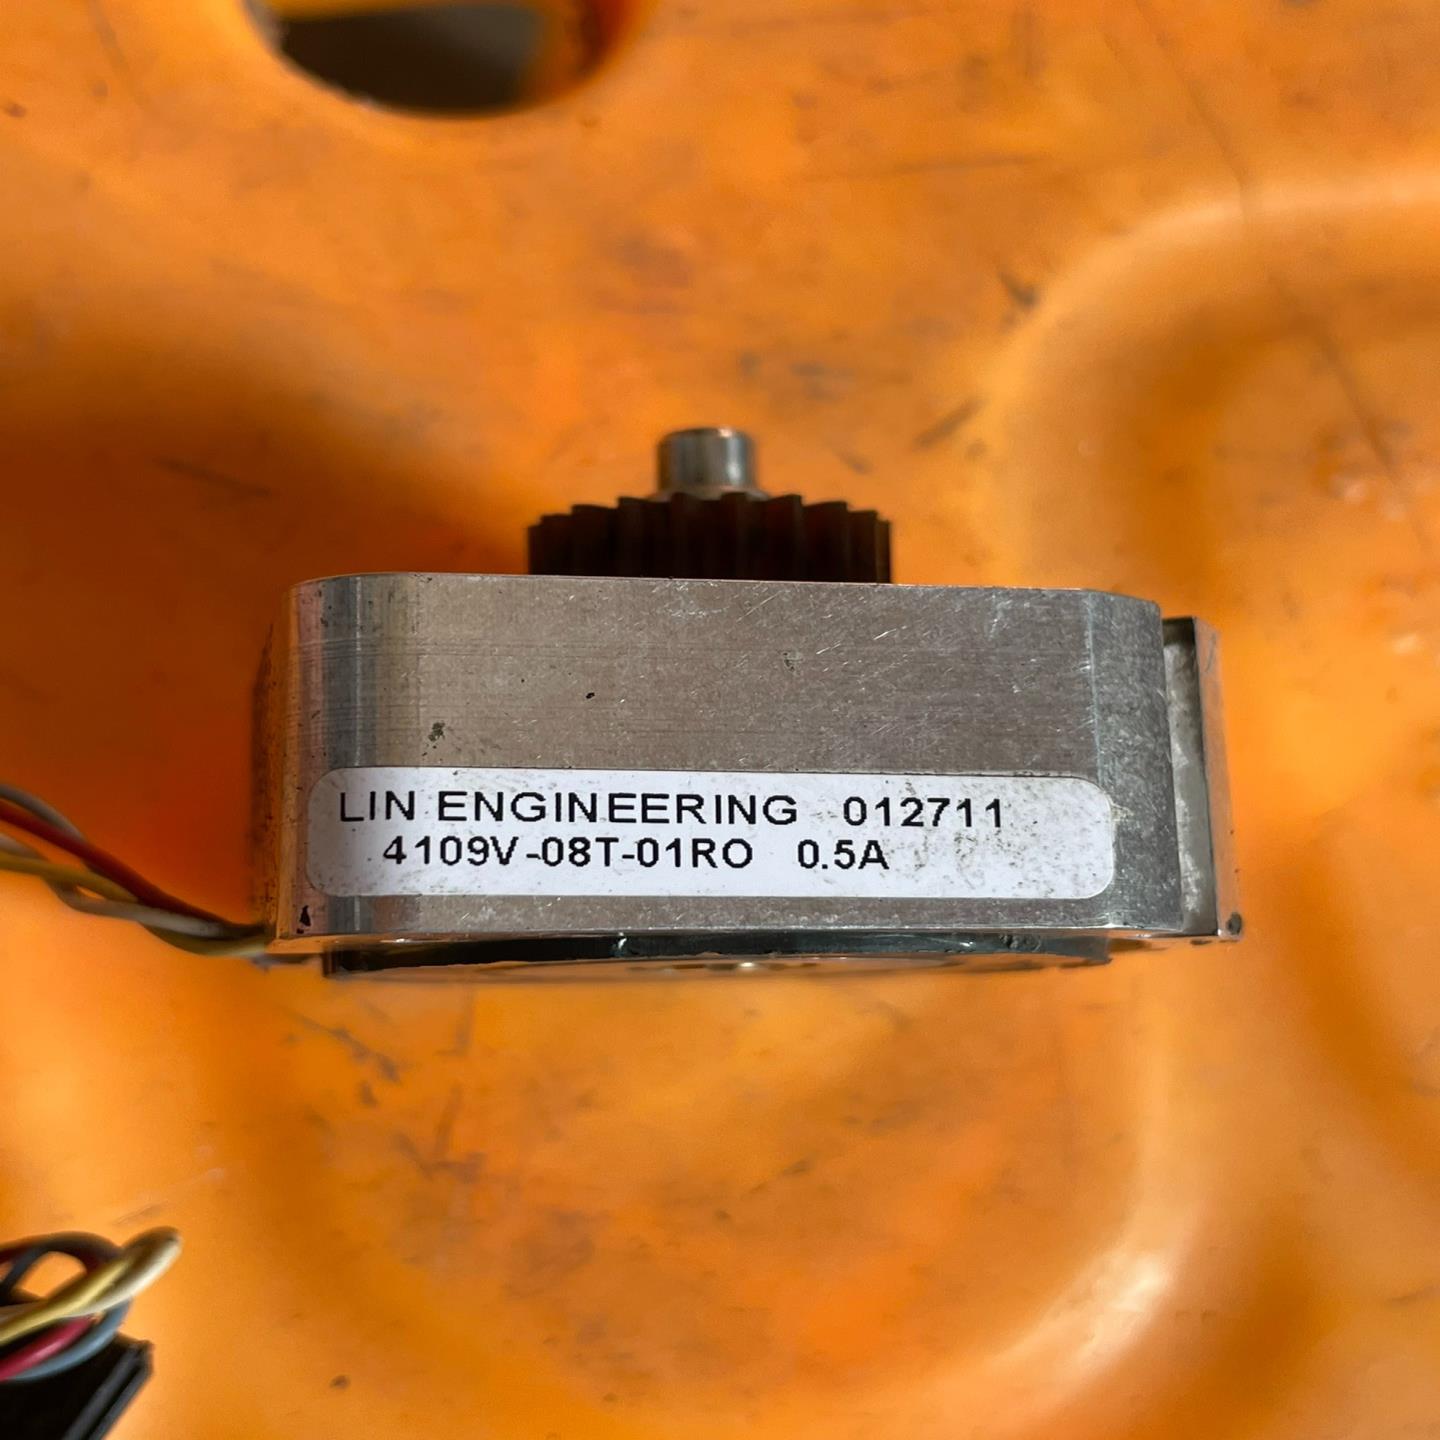 LIN ENGINEERING 012711
4109V-08T-01RO 0.5A